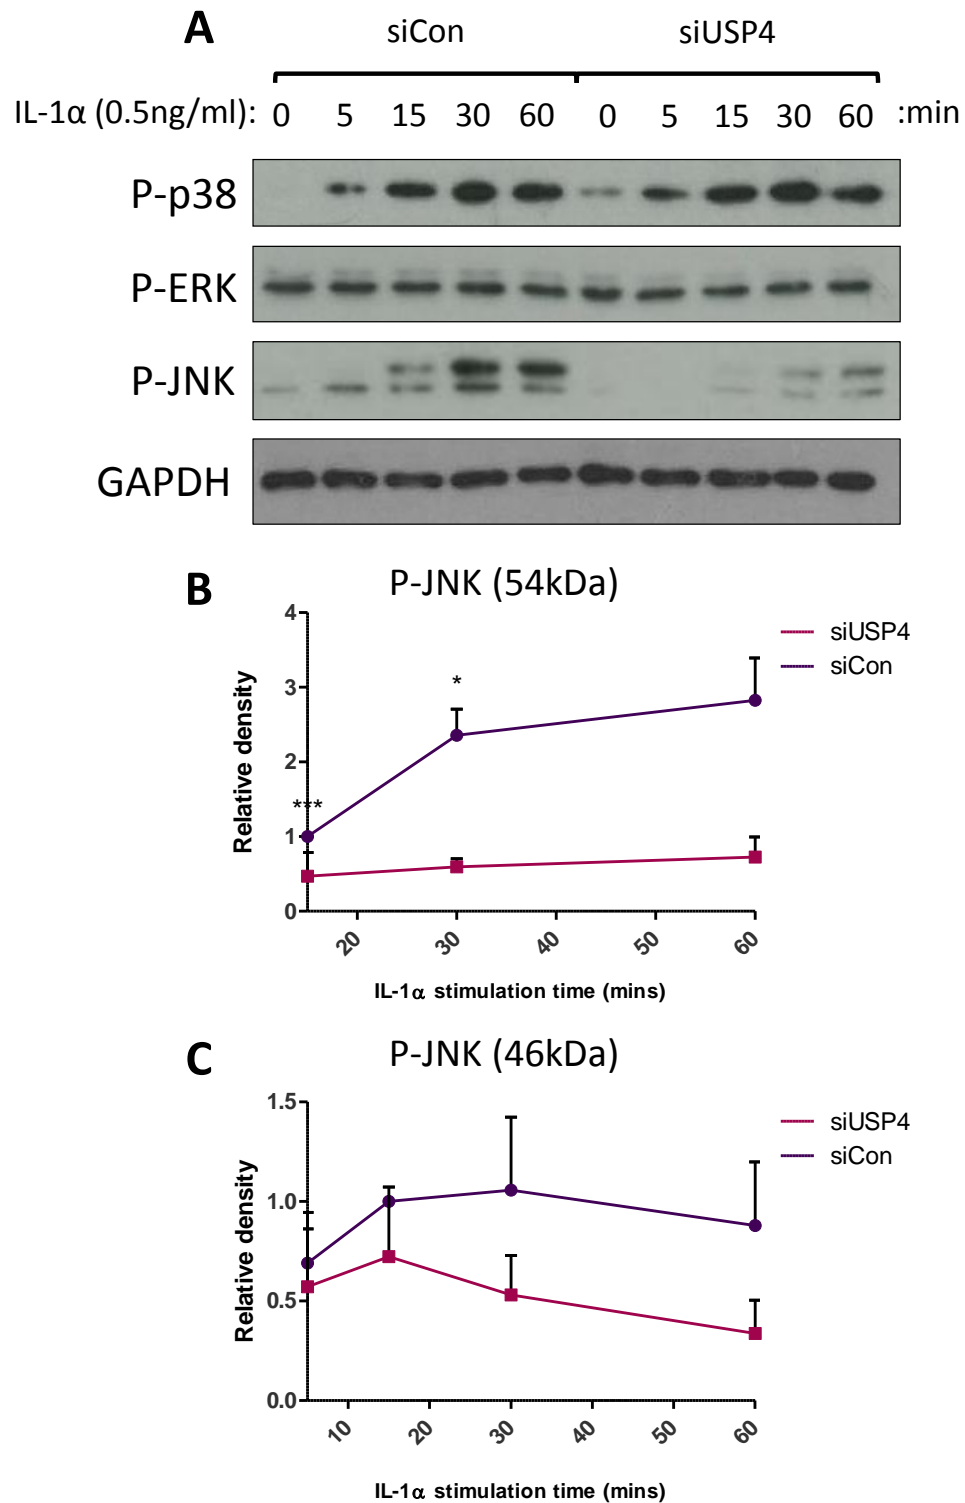 A
siCon siUSP4
IL-1α (0.5ng/ml): 0 5 15 30 60 0 5 15 30 60 :min
P-p38
P-ERK
P-JNK
GAPDH
B
P-JNK (54kDa)
siUSP4
siCon
Relative density
4
3
2
1
0
*
***
20 30 40 50 60
IL-1α stimulation time (mins)
C
P-JNK (46kDa)
siUSP4
siCon
Relative density
1.5
1.0
0.5
0.0
10 20 30 40 50 60
IL-1α stimulation time (mins)